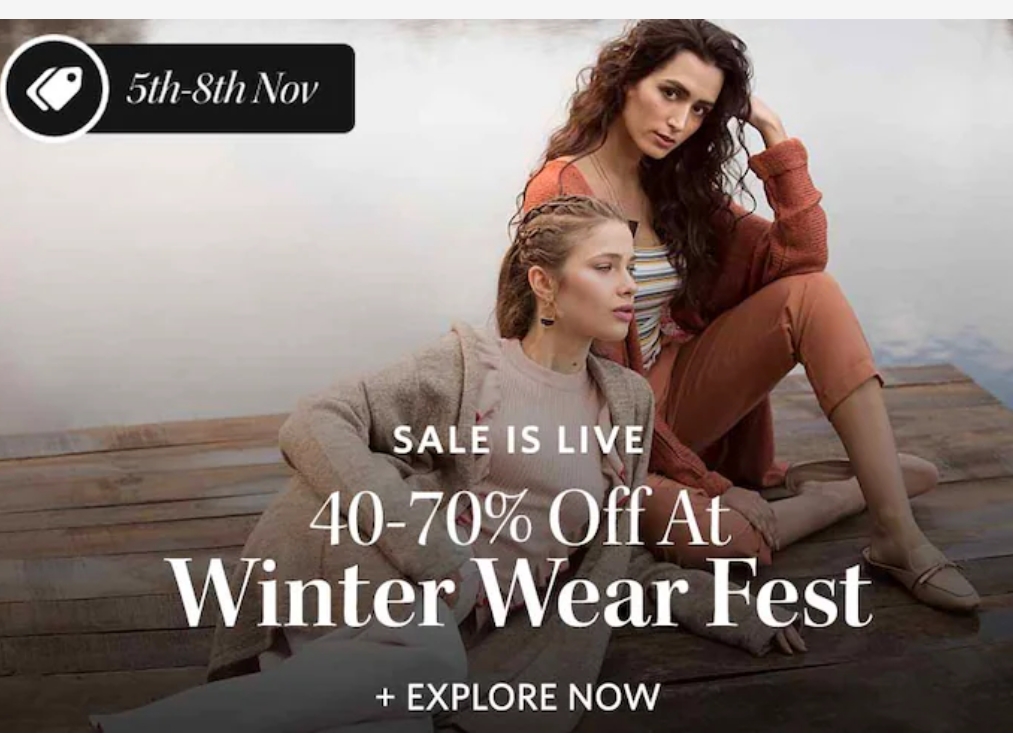 5th-8th Nov
SALE IS LIVE
40-70% Off At
Winter Wear Fest
+ EXPLORE NOW